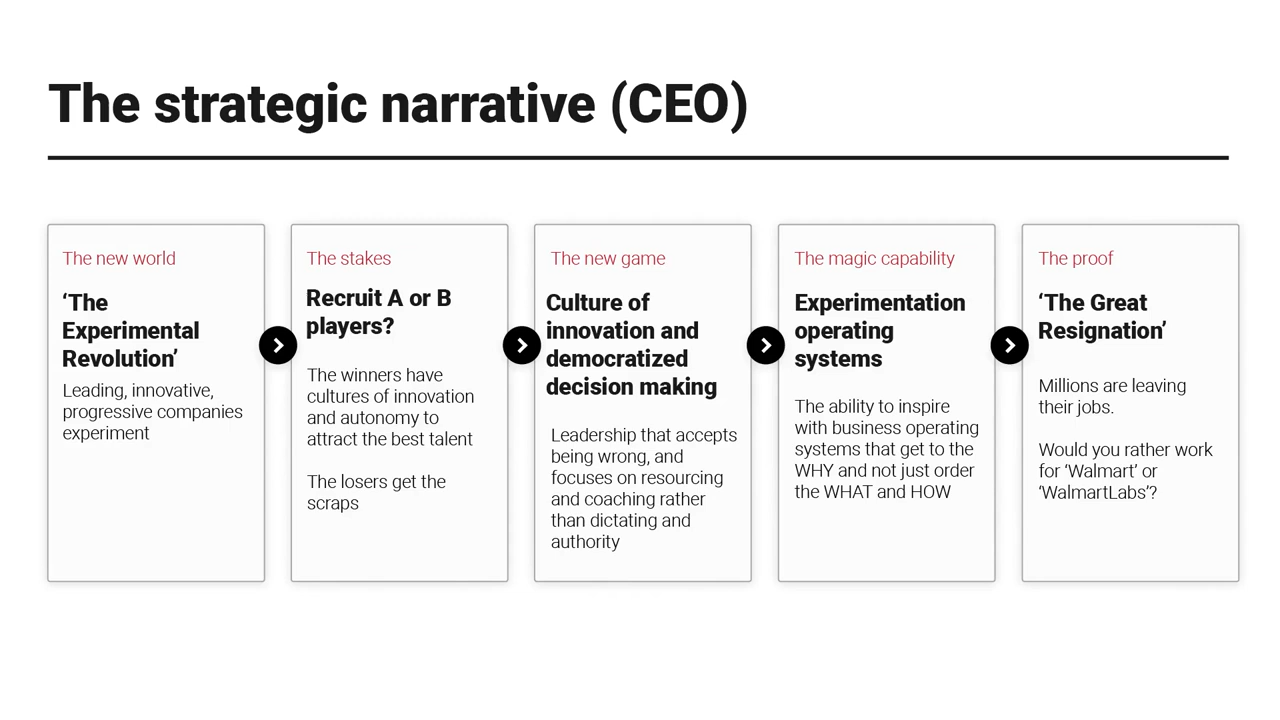 The strategic narrative (CEO)
The new world
‘The
Experimental
Revolution’
Leading, innovative,
progressive companies
experiment
The stakes
Recruit A or B
players?
The winners have
cultures of innovation
and autonomy to
attract the best talent
The losers get the
scraps
The new game
Culture of
innovation and
democratized
decision making
Leadership that accepts
being wrong, and
focuses on resourcing
and coaching rather
than dictating and
authority
The magic capability
Experimentation
operating
systems
The ability to inspire
with business operating
systems that get to the
WHY and not just order
the WHAT and HOW
The proof
‘The Great
Resignation’
Millions are leaving
their jobs.
Would you rather work
for ‘Walmart’ or
‘WalmartLabs’?